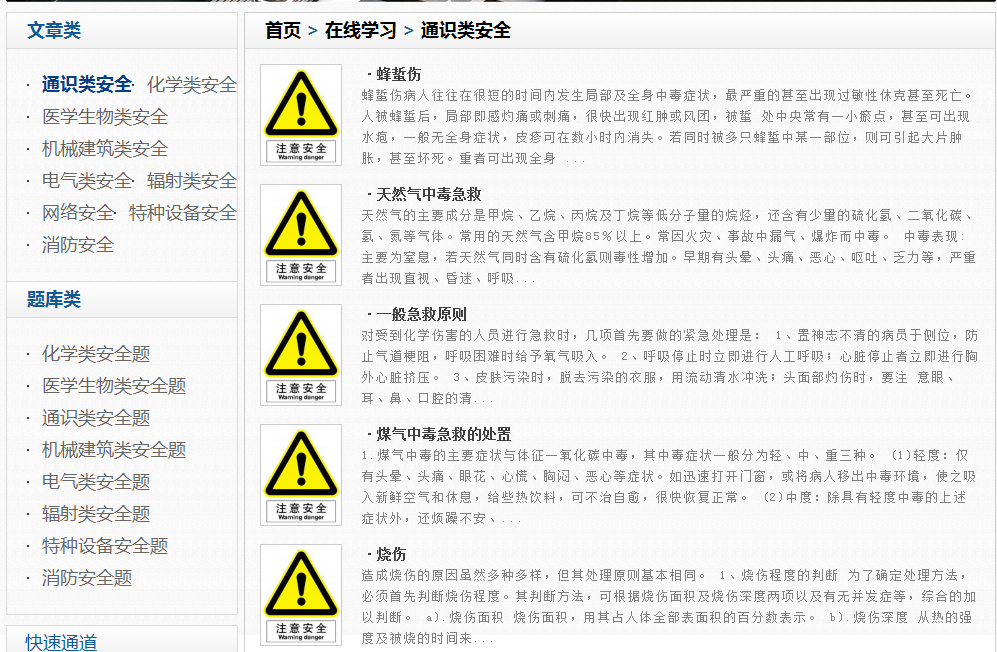 文章类
· 通识类安全· 化学类安全
· 医学生物类安全
· 机械建筑类安全
· 电气类安全· 辐射类安全
· 网络安全· 特种设备安全
· 消防安全
题库类
· 化学类安全题
· 医学生物类安全题
· 通识类安全题
· 机械建筑类安全题
· 电气类安全题
· 辐射类安全题
· 特种设备安全题
· 消防安全题
快速通道
首页 > 在线学习 > 通识类安全
注意安全
Warning danger
·蜂蜇伤
蜂蜇伤病人往往在很短的时间内发生局部及全身中毒症状，最严重的甚至出现过敏性休克甚至死亡。
人被蜂蜇后，局部即感灼痛或刺痛，很快出现红肿或风团，被蜇 处中央常有一小瘀点，甚至可出现
水疱，一般无全身症状，皮疹可在数小时内消失。若同时被多只蜂蜇中某一部位，则可引起大片肿
胀，甚至坏死。重者可出现全身 ...
注意安全
Warning danger
·天然气中毒急救
天然气的主要成分是甲烷、乙烷、丙烷及丁烷等低分子量的烷烃，还含有少量的硫化氢、二氧化碳、
氢、氮等气体。常用的天然气含甲烷85％以上。常因火灾、事故中漏气、爆炸而中毒。 中毒表现:
主要为窒息，若天然气同时含有硫化氢则毒性增加。早期有头晕、头痛、恶心、呕吐、乏力等，严重
者出现直视、昏迷、呼吸...
注意安全
Warning danger
·一般急救原则
对受到化学伤害的人员进行急救时，几项首先要做的紧急处理是： 1、置神志不清的病员于侧位，防
止气道梗阻，呼吸困难时给予氧气吸入。 2、呼吸停止时立即进行人工呼吸；心脏停止者立即进行胸
外心脏挤压。 3、皮肤污染时，脱去污染的衣服，用流动清水冲洗；头面部灼伤时，要注 意眼、
耳、鼻、口腔的清...
注意安全
Warning danger
·煤气中毒急救的处置
1.煤气中毒的主要症状与体征一氧化碳中毒，其中毒症状一般分为轻、中、重三种。 (1)轻度：仅
有头晕、头痛、眼花、心慌、胸闷、恶心等症状。如迅速打开门窗，或将病人移出中毒环境，使之吸
入新鲜空气和休息，给些热饮料，可不治自愈，很快恢复正常。 (2)中度：除具有轻度中毒的上述
症状外，还烦躁不安、...
注意安全
Warning danger
·烧伤
造成烧伤的原因虽然多种多样，但其处理原则基本相同。 1、烧伤程度的判断 为了确定处理方法，
必须首先判断烧伤程度。其判断方法，可根据烧伤面积及烧伤深度两项以及有无并发症等，综合的加
以判断。 a).烧伤面积 烧伤面积，用其占人体全部表面积的百分数表示。 b).烧伤深度 从热的强
度及被烧的时间来...